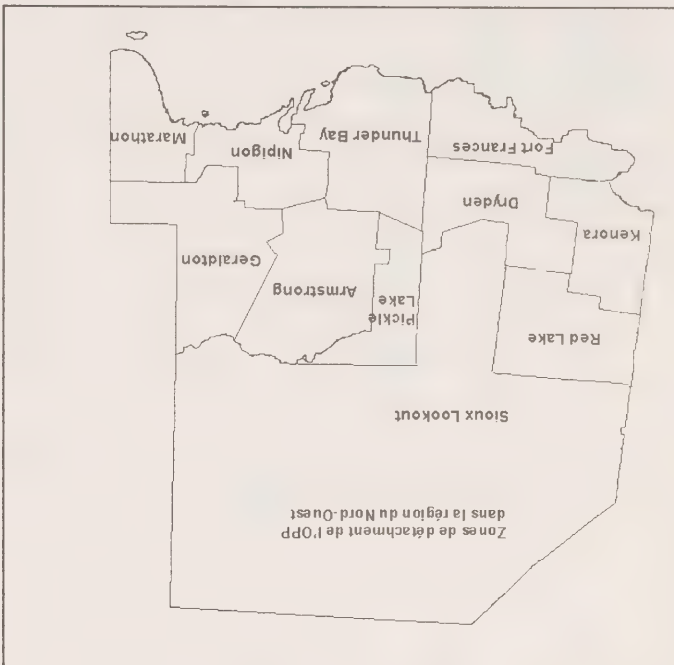 Zones de détachment de l'OPP
dans la région du Nord-Ouest
Sioux Lookout
Red Lake
Pickle
Lake
Armstrong
Geraldton
Kenora
Dryden
Fort Frances
Thunder Bay
Nipigon
Marathon